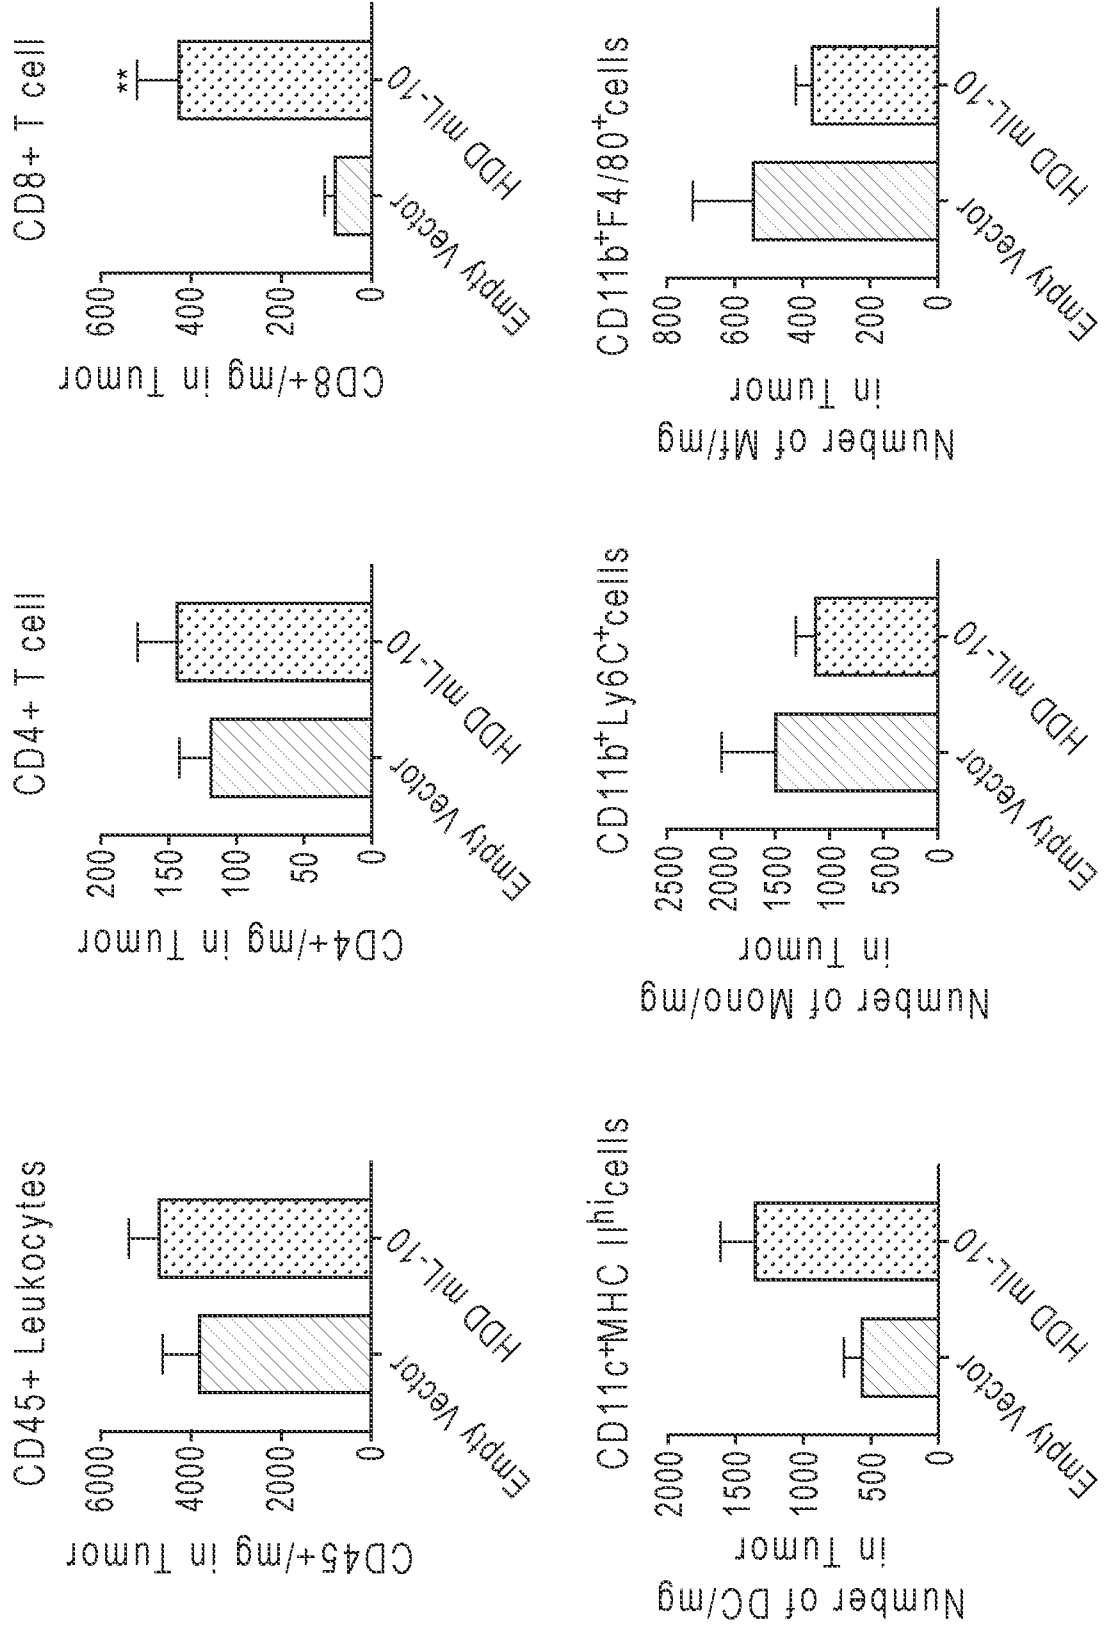 CD45+ Leukocytes
CD45+/mg in Tumor
6000
4000
2000
0
Empty Vector
HDD mIL-10
CD4+ T cell
CD4+/mg in Tumor
200
150
100
50
0
Empty Vector
HDD mIL-10
CD8+ T cell
CD8+/mg in Tumor
600
400
200
0
**
Empty Vector
HDD mIL-10
CD11c⁺MHC IIʰⁱcells
Number of DC/mg
in Tumor
2000
1500
1000
500
0
Empty Vector
HDD mIL-10
CD11b⁺Ly6C⁺cells
Number of Mono/mg
in Tumor
2500
2000
1500
1000
500
0
Empty Vector
HDD mIL-10
CD11b⁺F4/80⁺cells
Number of Mf/mg
in Tumor
800
600
400
200
0
Empty Vector
HDD mIL-10